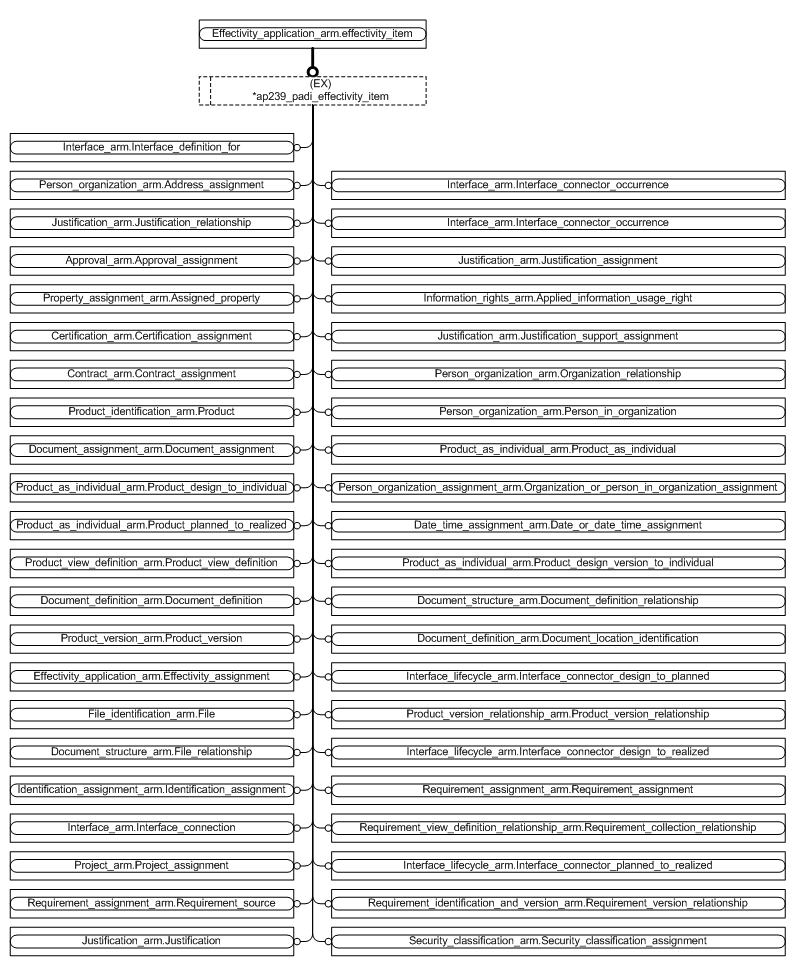 Effectivity_application_arm.effectivity_item
(EX)
*ap239_padi_effectivity_item
Interface_arm.Interface_definition_for
Person_organization_arm.Address_assignment
Interface_arm.Interface_connector_occurrence
Justification_arm.Justification_relationship
Interface_arm.Interface_connector_occurrence
Approval_arm.Approval_assignment
Justification_arm.Justification_assignment
Property_assignment_arm.Assigned_property
Information_rights_arm.Applied_information_usage_right
Certification_arm.Certification_assignment
Justification_arm.Justification_support_assignment
Contract_arm.Contract_assignment
Person_organization_arm.Organization_relationship
Product_identification_arm.Product
Person_organization_arm.Person_in_organization
Document_assignment_arm.Document_assignment
Product_as_individual_arm.Product_as_individual
Product_as_individual_arm.Product_design_to_individual
Person_organization_assignment_arm.Organization_or_person_in_organization_assignment
Product_as_individual_arm.Product_planned_to_realized
Date_time_assignment_arm.Date_or_date_time_assignment
Product_view_definition_arm.Product_view_definition
Product_as_individual_arm.Product_design_version_to_individual
Document_definition_arm.Document_definition
Document_structure_arm.Document_definition_relationship
Product_version_arm.Product_version
Document_definition_arm.Document_location_identification
Effectivity_application_arm.Effectivity_assignment
Interface_lifecycle_arm.Interface_connector_design_to_planned
File_identification_arm.File
Product_version_relationship_arm.Product_version_relationship
Document_structure_arm.File_relationship
Interface_lifecycle_arm.Interface_connector_design_to_realized
Identification_assignment_arm.Identification_assignment
Requirement_assignment_arm.Requirement_assignment
Interface_arm.Interface_connection
Requirement_view_definition_relationship_arm.Requirement_collection_relationship
Project_arm.Project_assignment
Interface_lifecycle_arm.Interface_connector_planned_to_realized
Requirement_assignment_arm.Requirement_source
Requirement_identification_and_version_arm.Requirement_version_relationship
Justification_arm.Justification
Security_classification_arm.Security_classification_assignment